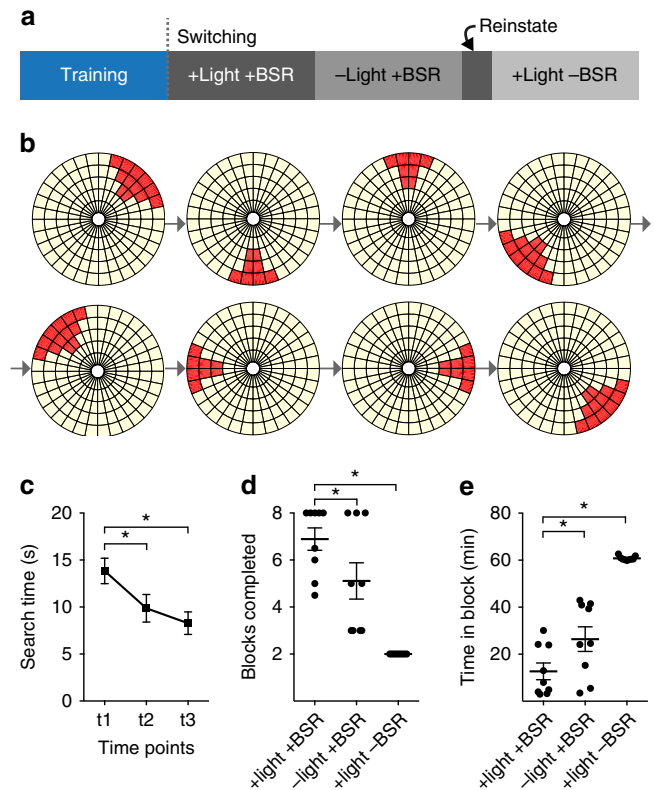 a
Switching
Reinstate
Training
+Light +BSR
–Light +BSR
+Light –BSR
b
c
Search time (s)
20
15
10
5
0
*
*
t1
t2
t3
Time points
d
Blocks completed
8
6
4
2
*
*
+light +BSR
–light +BSR
+light –BSR
e
Time in block (min)
80
60
40
20
*
*
+light +BSR
–light +BSR
+light –BSR